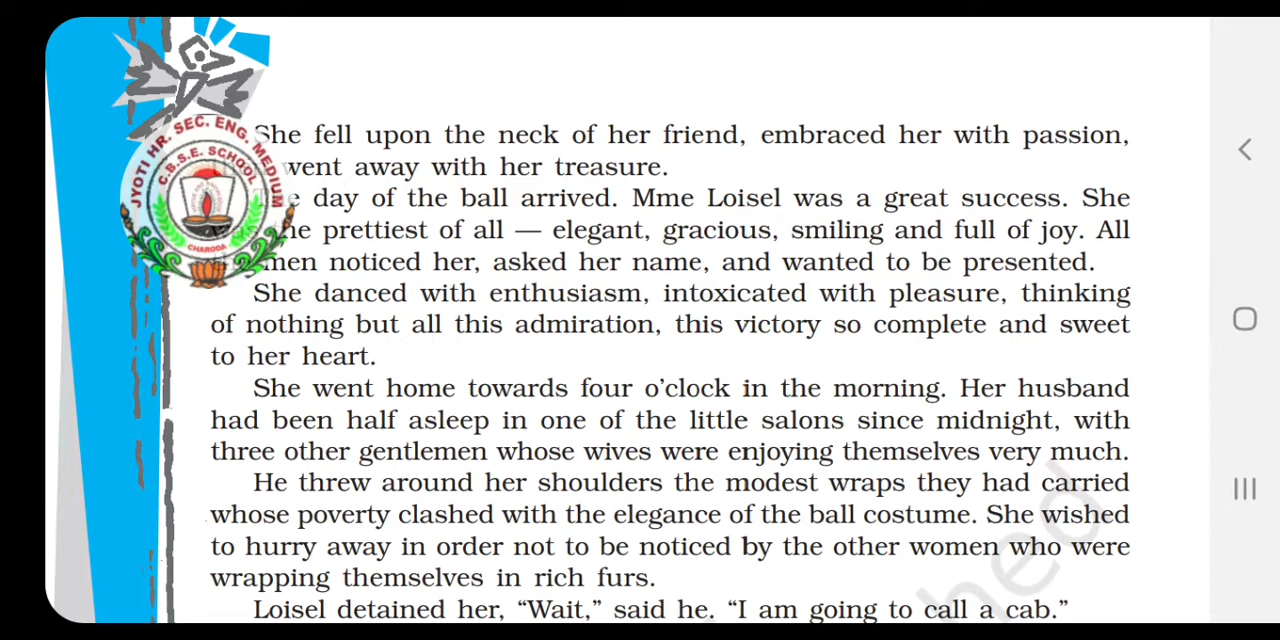 She fell upon the neck of her friend, embraced her with passion,
went away with her treasure.
day of the ball arrived. Mme Loisel was a great success. She
prettiest of all — elegant, gracious, smiling and full of joy. All
men noticed her, asked her name, and wanted to be presented.
She danced with enthusiasm, intoxicated with pleasure, thinking
of nothing but all this admiration, this victory so complete and sweet
to her heart.
She went home towards four o’clock in the morning. Her husband
had been half asleep in one of the little salons since midnight, with
three other gentlemen whose wives were enjoying themselves very much.
He threw around her shoulders the modest wraps they had carried
whose poverty clashed with the elegance of the ball costume. She wished
to hurry away in order not to be noticed by the other women who were
wrapping themselves in rich furs.
Loisel detained her, “Wait,” said he. “I am going to call a cab.”
JYOTI HR. SEC. ENG. MEDIUM
C.B.S.E. SCHOOL
CHARODA